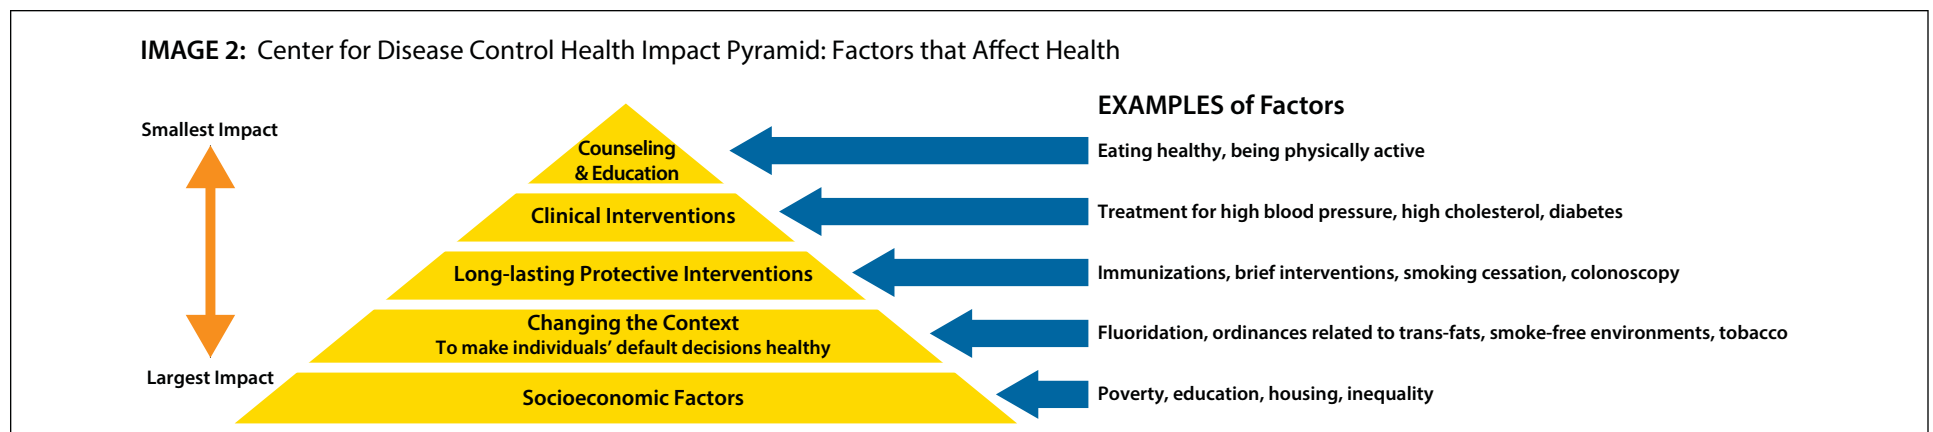 IMAGE 2: Center for Disease Control Health Impact Pyramid: Factors that Affect Health
EXAMPLES of Factors
Smallest Impact
Counseling
& Education
Eating healthy, being physically active
Clinical Interventions
Treatment for high blood pressure, high cholesterol, diabetes
Long-lasting Protective Interventions
Immunizations, brief interventions, smoking cessation, colonoscopy
Changing the Context
To make individuals’ default decisions healthy
Fluoridation, ordinances related to trans-fats, smoke-free environments, tobacco
Largest Impact
Socioeconomic Factors
Poverty, education, housing, inequality